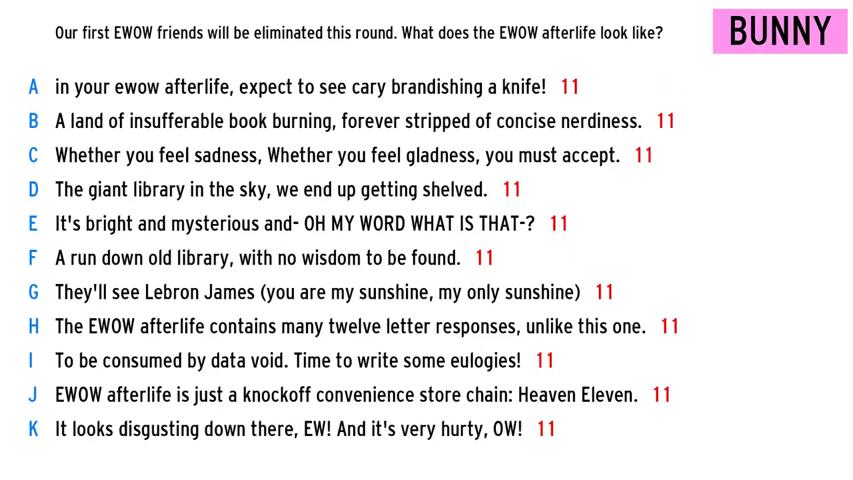 Our first EWOW friends will be eliminated this round. What does the EWOW afterlife look like?
BUNNY
A in your ewow afterlife, expect to see cary brandishing a knife! 11
B A land of insufferable book burning, forever stripped of concise nerdiness. 11
C Whether you feel sadness, Whether you feel gladness, you must accept. 11
D The giant library in the sky, we end up getting shelved. 11
E It's bright and mysterious and- OH MY WORD WHAT IS THAT-? 11
F A run down old library, with no wisdom to be found. 11
G They'll see Lebron James (you are my sunshine, my only sunshine) 11
H The EWOW afterlife contains many twelve letter responses, unlike this one. 11
I To be consumed by data void. Time to write some eulogies! 11
J EWOW afterlife is just a knockoff convenience store chain: Heaven Eleven. 11
K It looks disgusting down there, EW! And it's very hurty, OW! 11